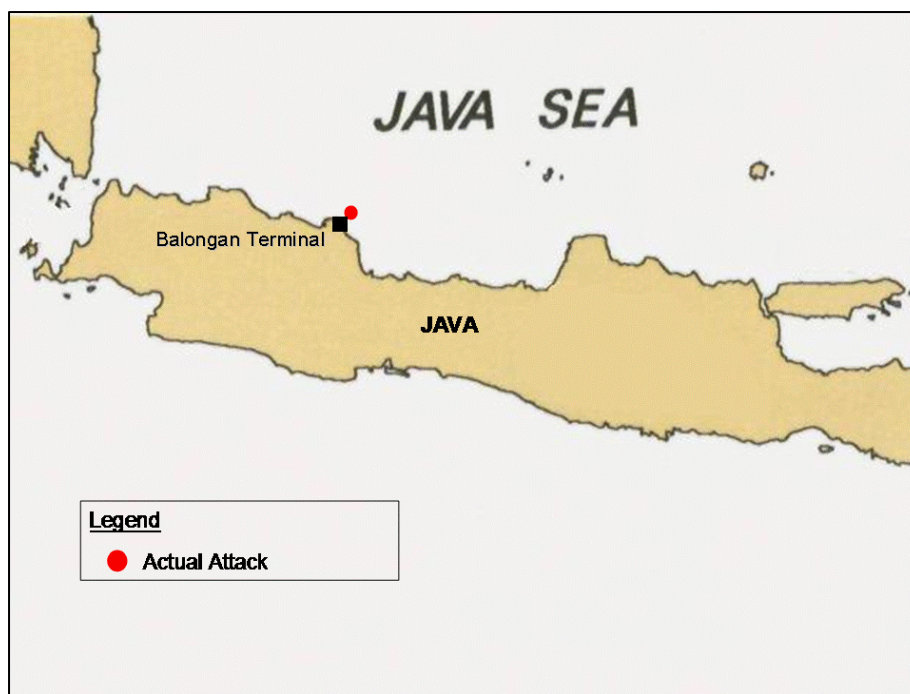 JAVA SEA
Balongan Terminal
JAVA
Legend
Actual Attack